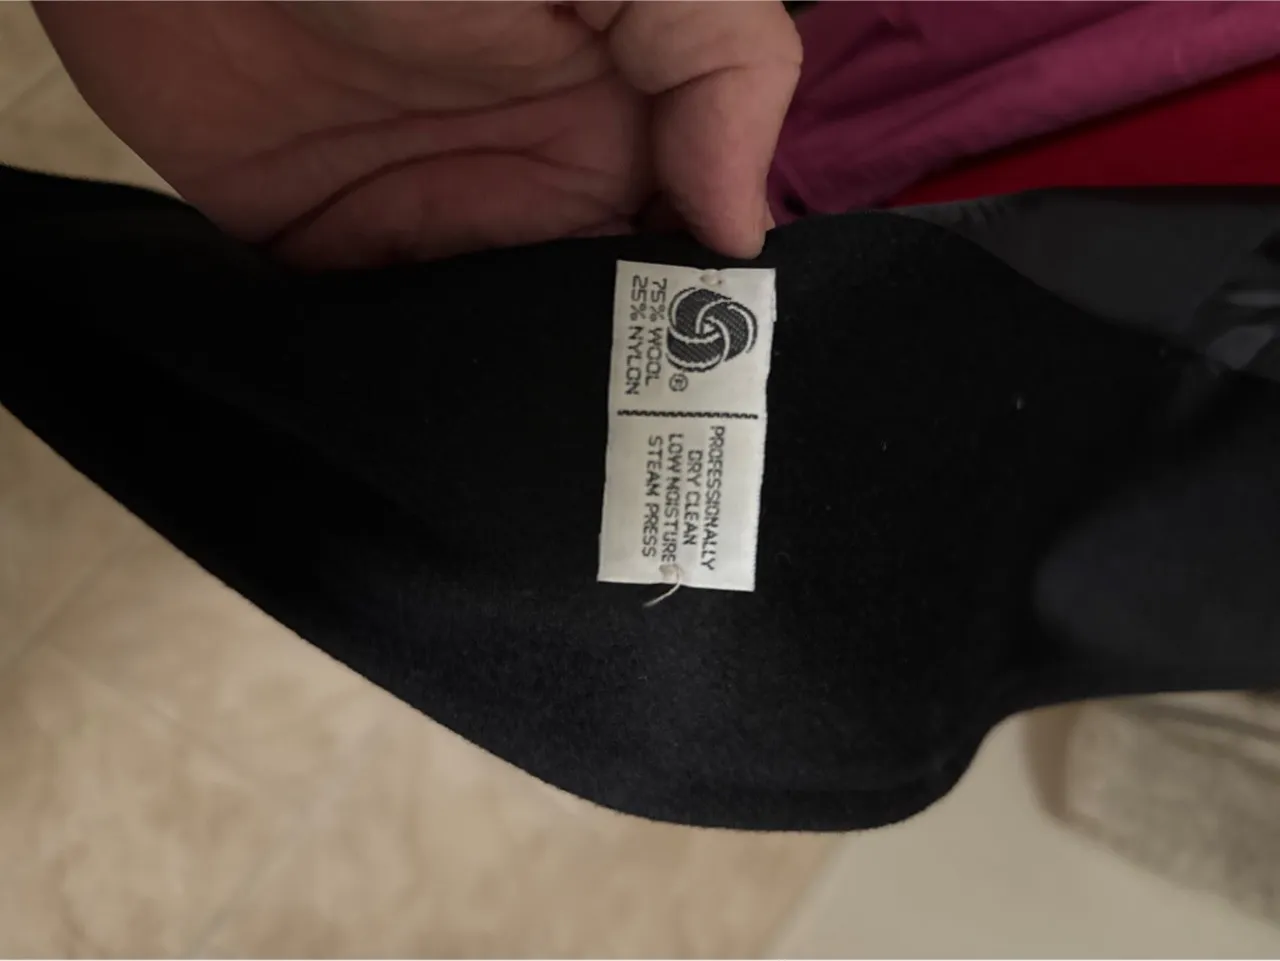 75% WOOL
25% NYLON
®
PROFESSIONALLY
DRY CLEAN
LOW MOISTURE
STEAM PRESS